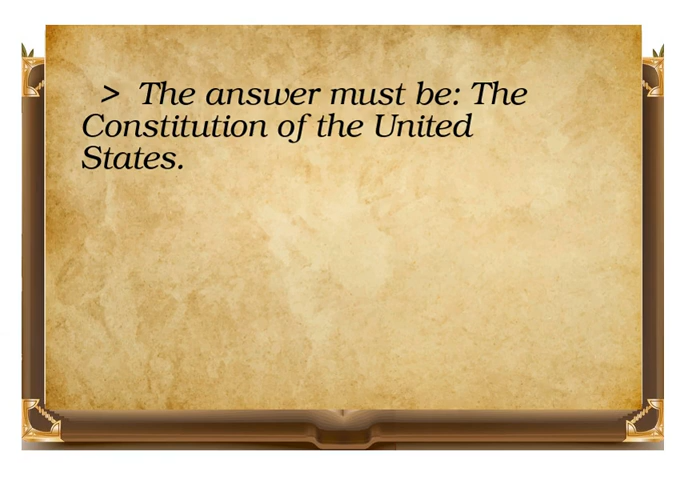 > The answer must be: The
Constitution of the United
States.